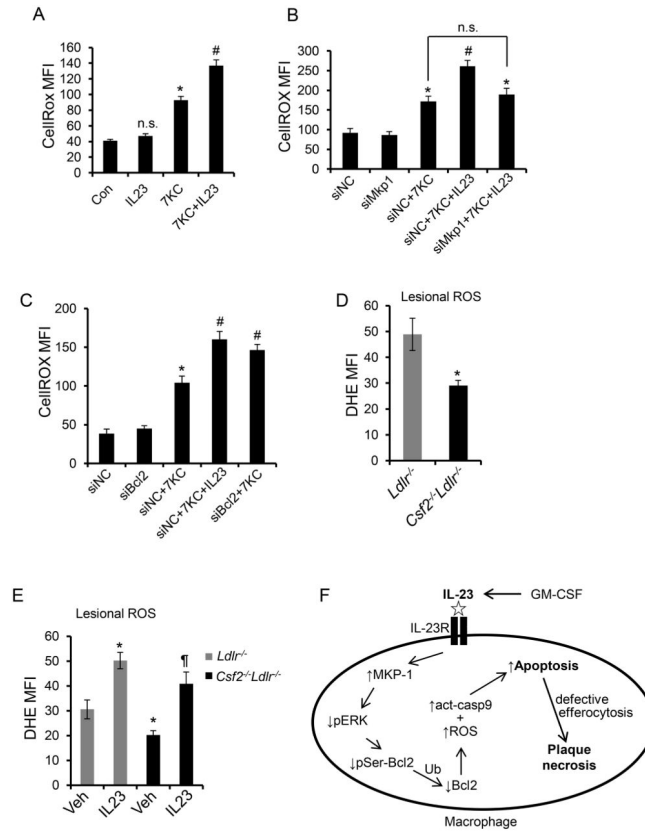 A
CellRox MFI
160
140
120
100
80
60
40
20
0
n.s.
*
#
Con
IL23
7KC
7KC+IL23
B
CellROX MFI
300
250
200
150
100
50
0
n.s.
*
#
*
siNC
siMkp1
siNC+7KC
siNC+7KC+IL23
siMkp1+7KC+IL23
C
CellROX MFI
200
150
100
50
0
*
#
#
siNC
siBcl2
siNC+7KC
siNC+7KC+IL23
siBcl2+7KC
D
Lesional ROS
DHE MFI
60
50
40
30
20
10
0
*
Ldlr-/-
Csf2-/-Ldlr-/-
E
Lesional ROS
DHE MFI
60
50
40
30
20
10
0
*
*
¶
Ldlr-/-
Csf2-/-Ldlr-/-
Veh
IL23
Veh
IL23
F
IL-23 ← GM-CSF
☆
IL-23R
↑MKP-1
↓pERK
↓pSer-Bcl2
Ub
↓Bcl2
↑act-casp9
+
↑ROS
↑Apoptosis
defective
efferocytosis
Plaque
necrosis
Macrophage